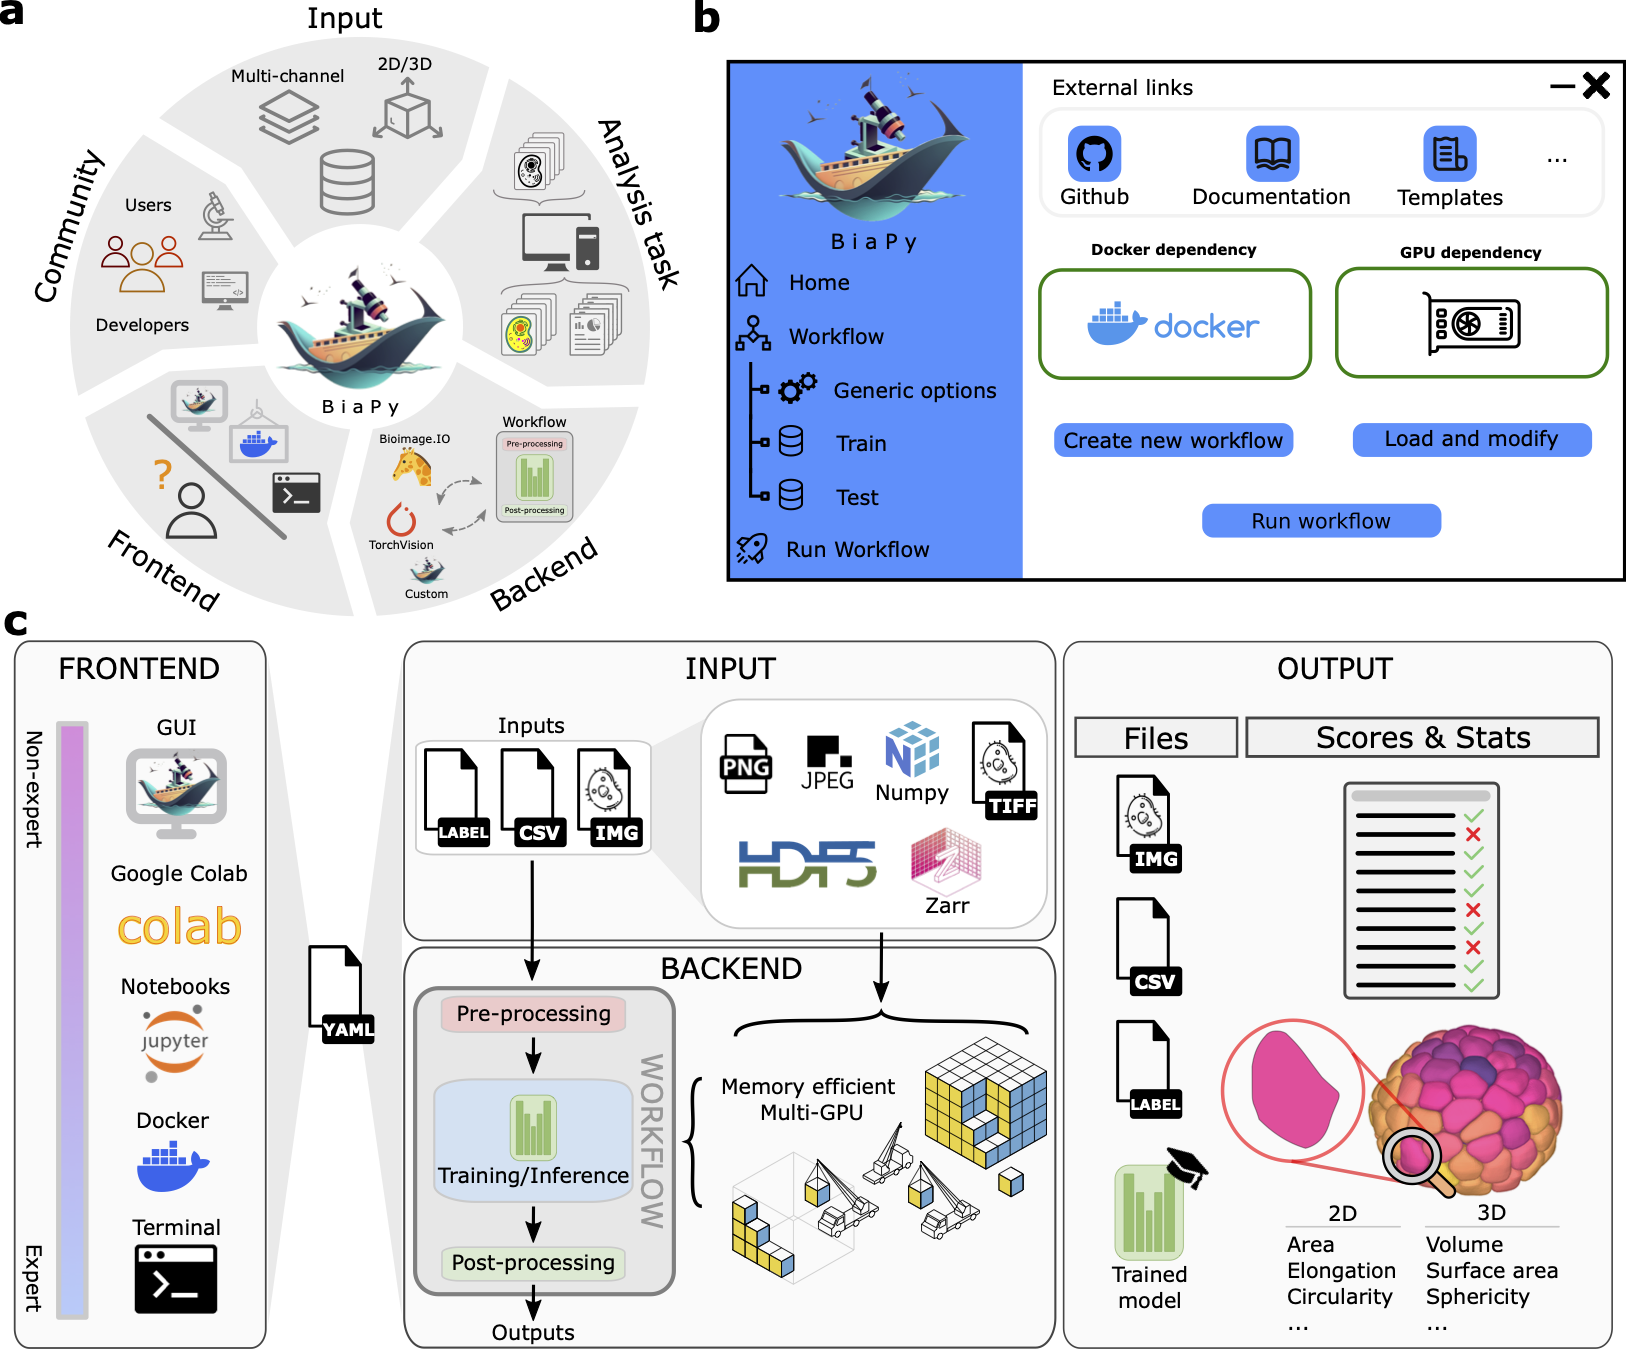 a
Input
Multi-channel
2D/3D
Analysis task
Community
Users
Developers
BiaPy
Frontend
?
Bioimage.IO
TorchVision
Custom
Workflow
Pre-processing
Post-processing
Backend
b
BiaPy
Home
Workflow
Generic options
Train
Test
Run Workflow
External links
Github
Documentation
Templates
...
Docker dependency
GPU dependency
docker
Create new workflow
Load and modify
Run workflow
c
FRONTEND
Non-expert
Expert
GUI
Google Colab
colab
Notebooks
jupyter
Docker
Terminal
YAML
INPUT
Inputs
LABEL
CSV
IMG
PNG
JPEG
N
Numpy
TIFF
HDF5
Zarr
BACKEND
Pre-processing
Training/Inference
Post-processing
WORKFLOW
Outputs
Memory efficient
Multi-GPU
OUTPUT
Files
Scores & Stats
IMG
CSV
LABEL
Trained
model
2D
Area
Elongation
Circularity
...
3D
Volume
Surface area
Sphericity
...